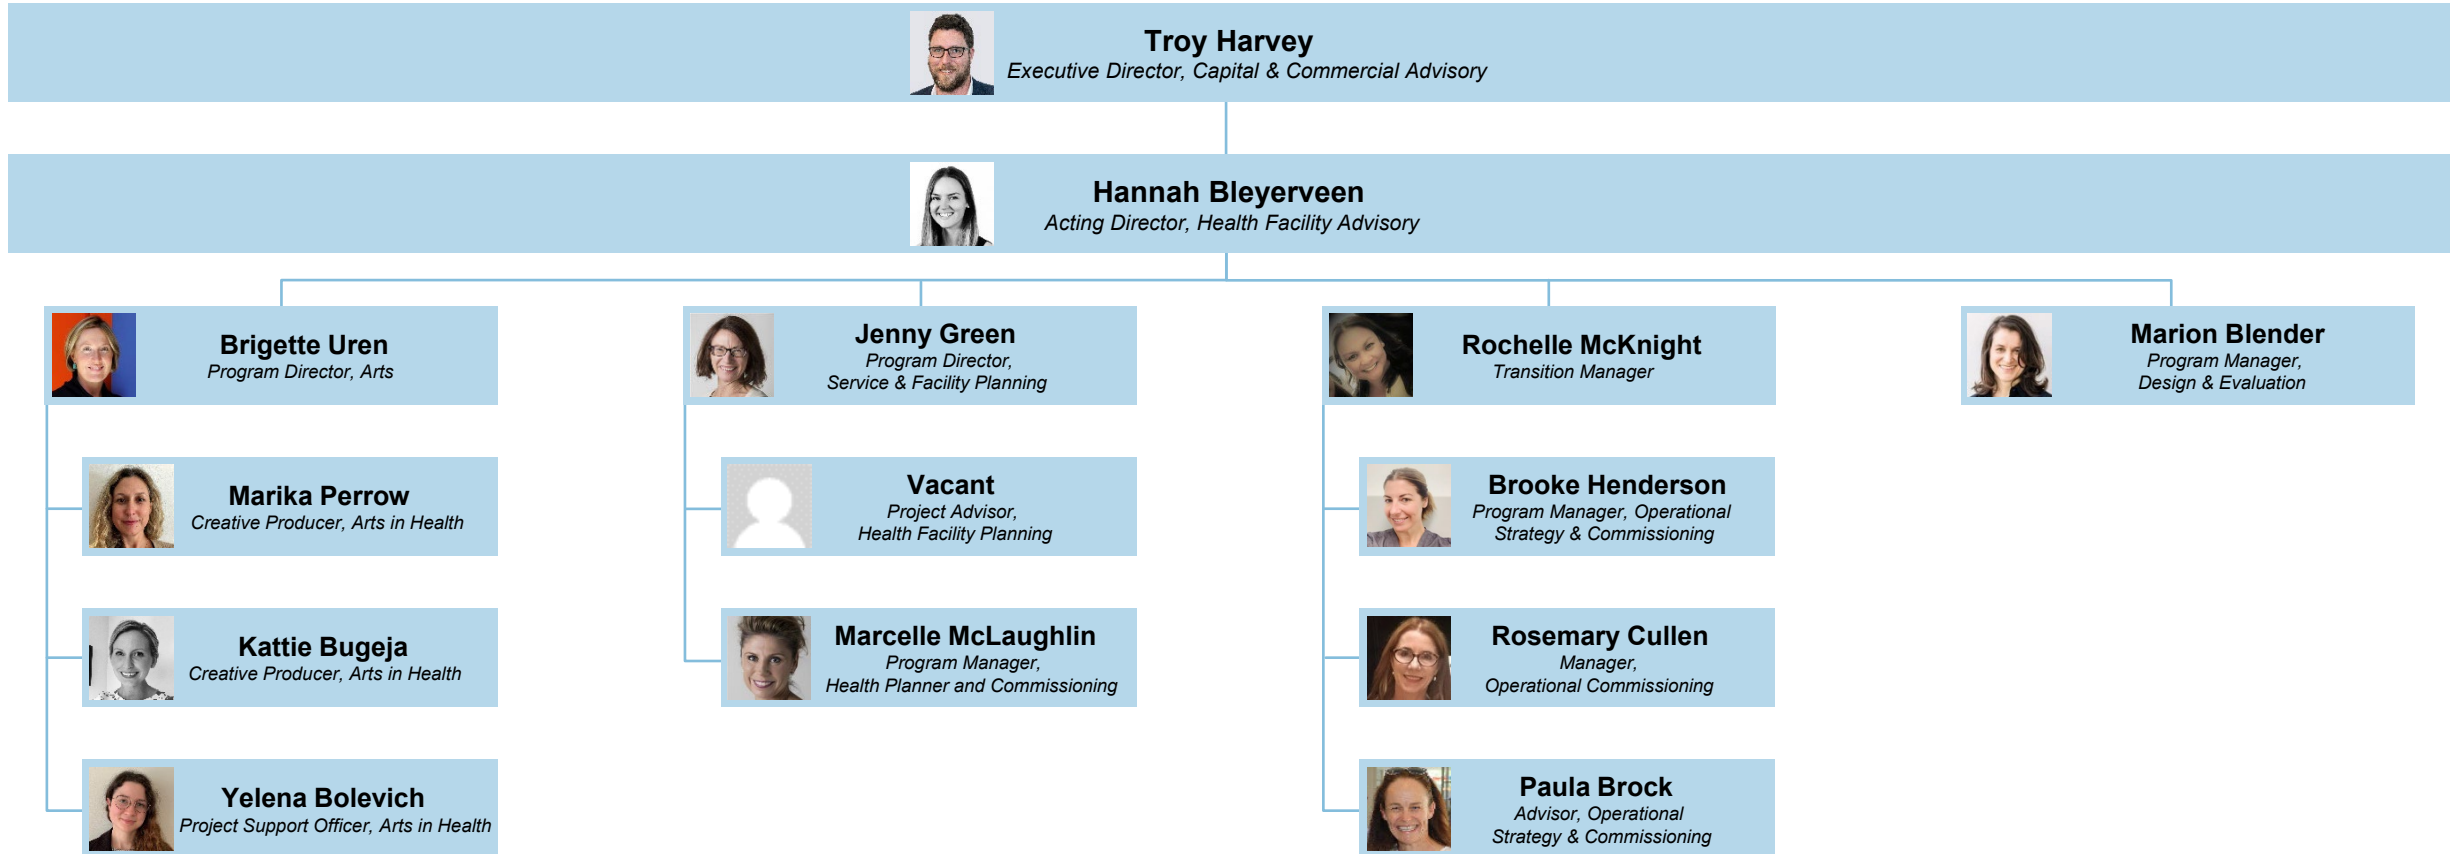 Troy Harvey
Executive Director, Capital & Commercial Advisory
Hannah Bleyerveen
Acting Director, Health Facility Advisory
Brigette Uren
Program Director, Arts
Marika Perrow
Creative Producer, Arts in Health
Kattie Bugeja
Creative Producer, Arts in Health
Yelena Bolevich
Project Support Officer, Arts in Health
Jenny Green
Program Director,
Service & Facility Planning
Vacant
Project Advisor,
Health Facility Planning
Marcelle McLaughlin
Program Manager,
Health Planner and Commissioning
Rochelle McKnight
Transition Manager
Brooke Henderson
Program Manager, Operational
Strategy & Commissioning
Rosemary Cullen
Manager,
Operational Commissioning
Paula Brock
Advisor, Operational
Strategy & Commissioning
Marion Blender
Program Manager,
Design & Evaluation